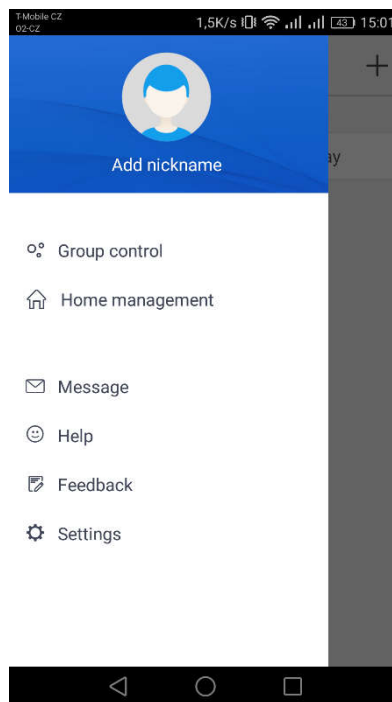 T-Mobile CZ
O2-CZ
1,5K/s 43 15:01
Add nickname
ay
Group control
Home management
Message
Help
Feedback
Settings